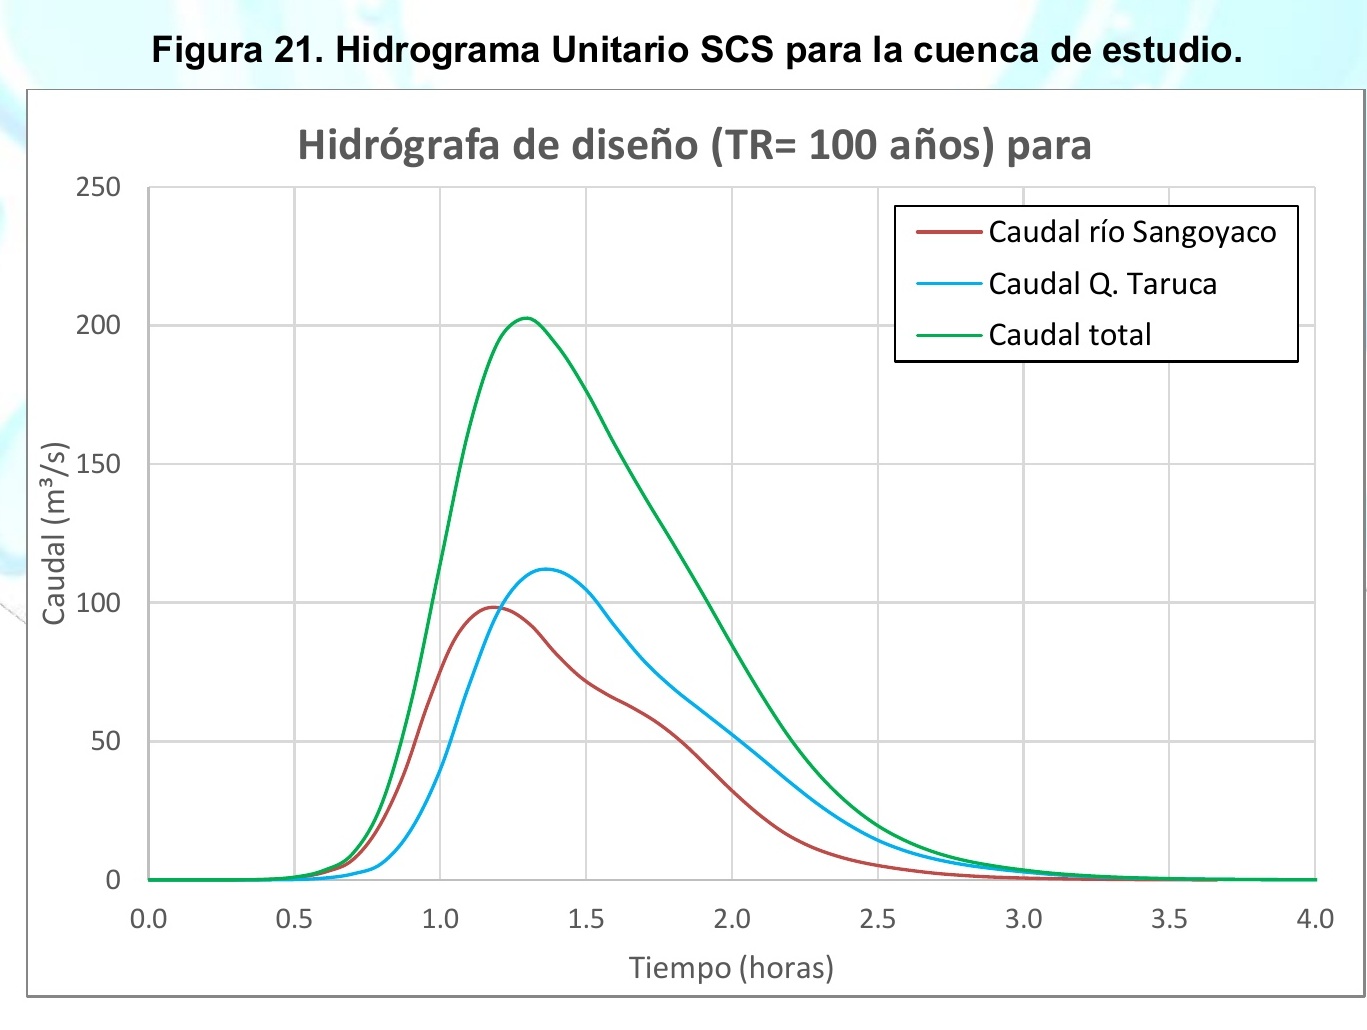 Figura 21. Hidrograma Unitario SCS para la cuenca de estudio.
Hidrógrafa de diseño (TR= 100 años) para
250
200
150
100
50
0
Caudal (m³/s)
Caudal río Sangoyaco
Caudal Q. Taruca
Caudal total
0.0 0.5 1.0 1.5 2.0 2.5 3.0 3.5 4.0
Tiempo (horas)